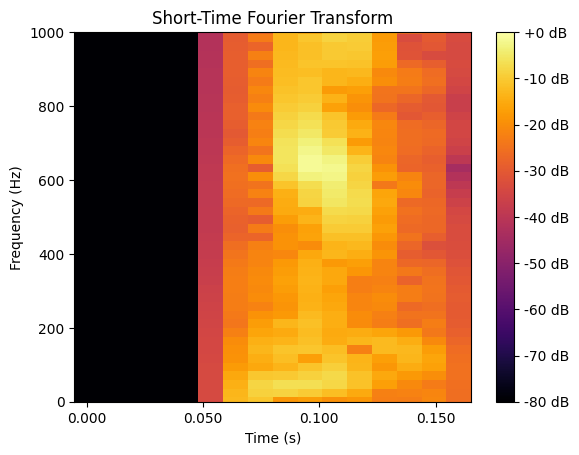 Short-Time Fourier Transform
1000
800
600
400
200
0
Frequency (Hz)
0.000
0.050
0.100
0.150
Time (s)
+0 dB
-10 dB
-20 dB
-30 dB
-40 dB
-50 dB
-60 dB
-70 dB
-80 dB